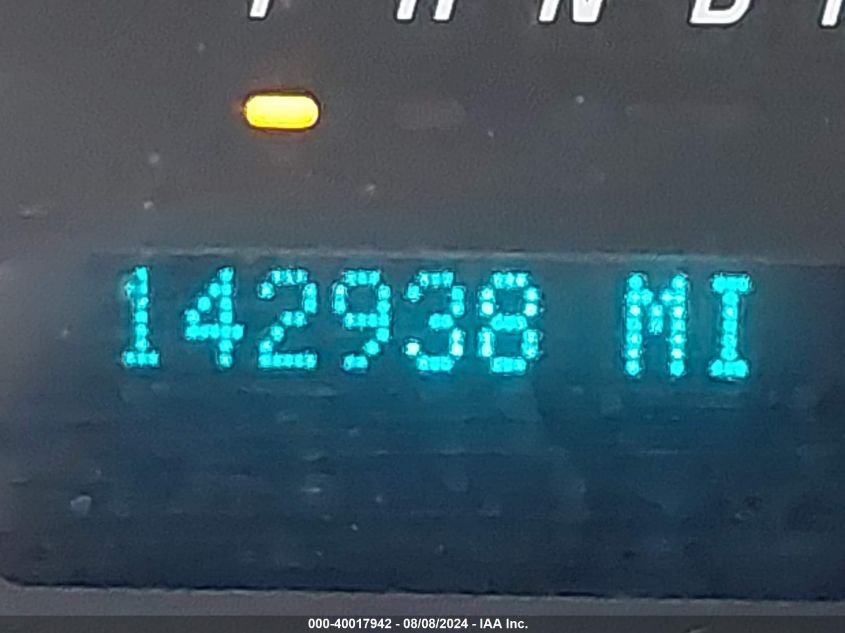 P R N D
142938 MI
000-40017942 - 08/08/2024 - IAA Inc.